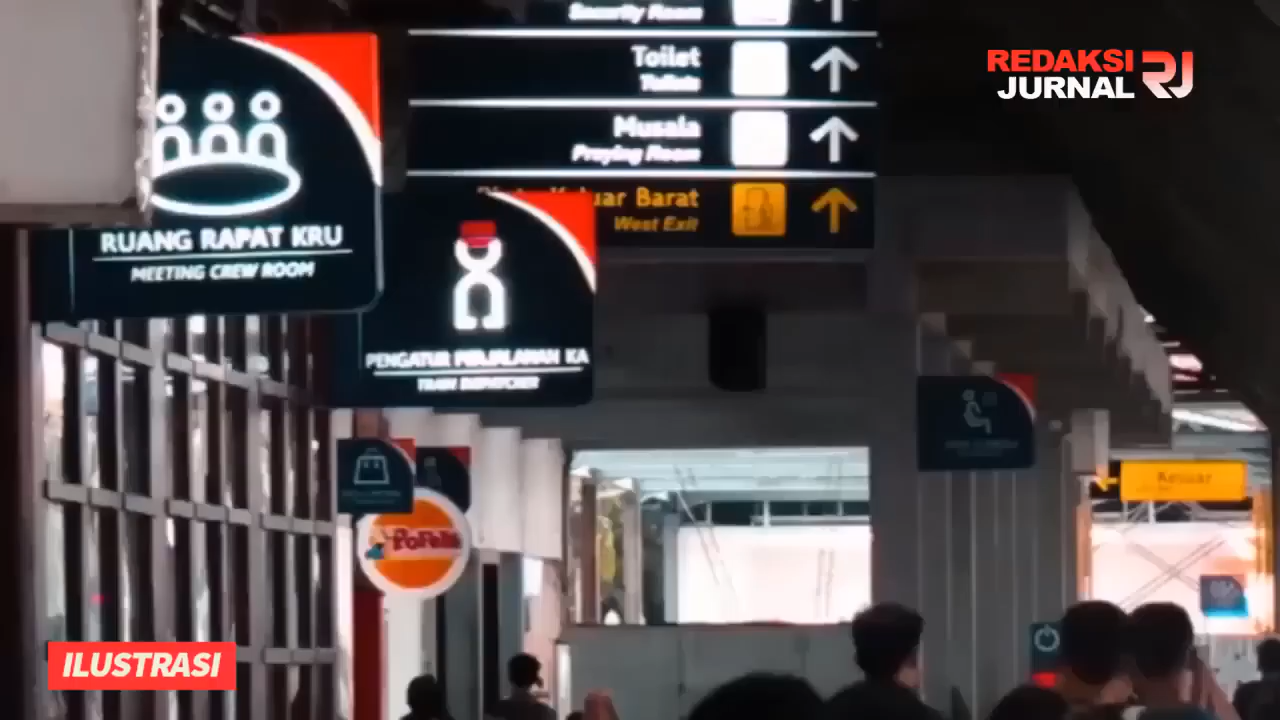 Security Room
Toilet
Toilets
Musala
Praying Room
Keluar Barat
West Exit
REDAKSI
JURNAL RJ
RUANG RAPAT KRU
MEETING CREW ROOM
PENGATUR PERJALANAN KA
TRAIN DISPATCHER
Keluar
ILUSTRASI